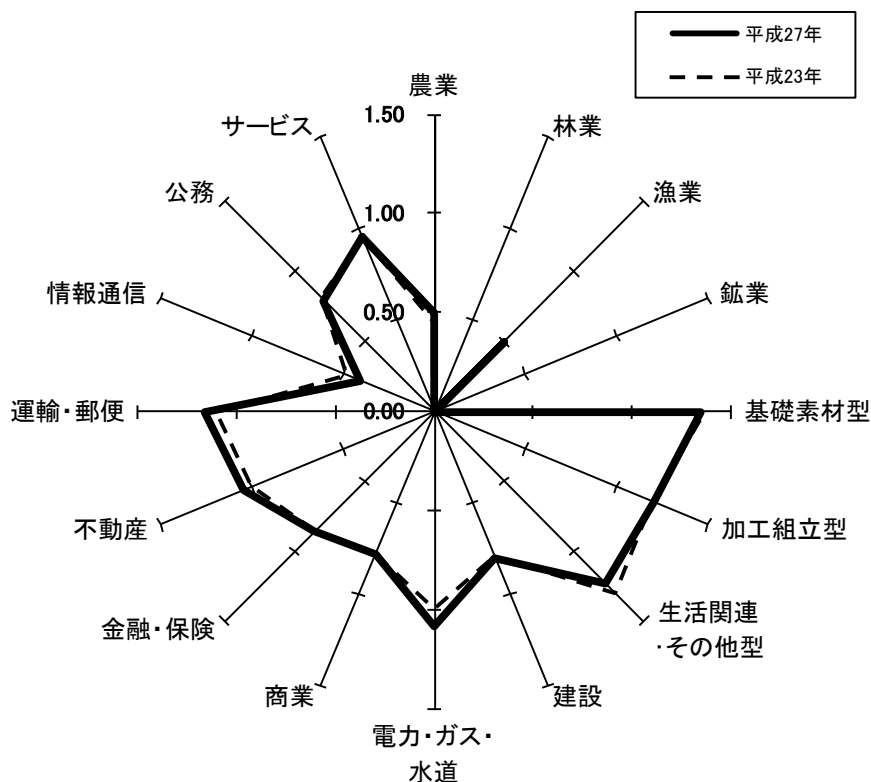 平成27年
平成23年
農業
1.50
林業
サービス
漁業
公務
1.00
鉱業
情報通信
0.50
運輸・郵便
0.00
基礎素材型
不動産
加工組立型
金融・保険
生活関連
・その他型
商業
建設
電力・ガス・
水道